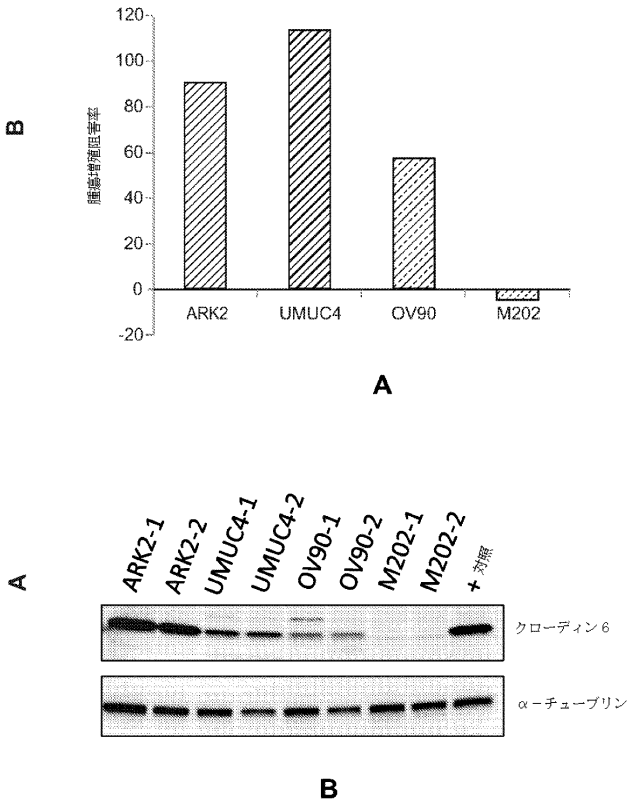 B
腫瘍増殖阻害率
120
100
80
60
40
20
0
-20
ARK2 UMUC4 OV90 M202
A
A
ARK2-1 ARK2-2 UMUC4-1 UMUC4-2 OV90-1 OV90-2 M202-1 M202-2 + 対照
クローディン 6
α－チューブリン
B